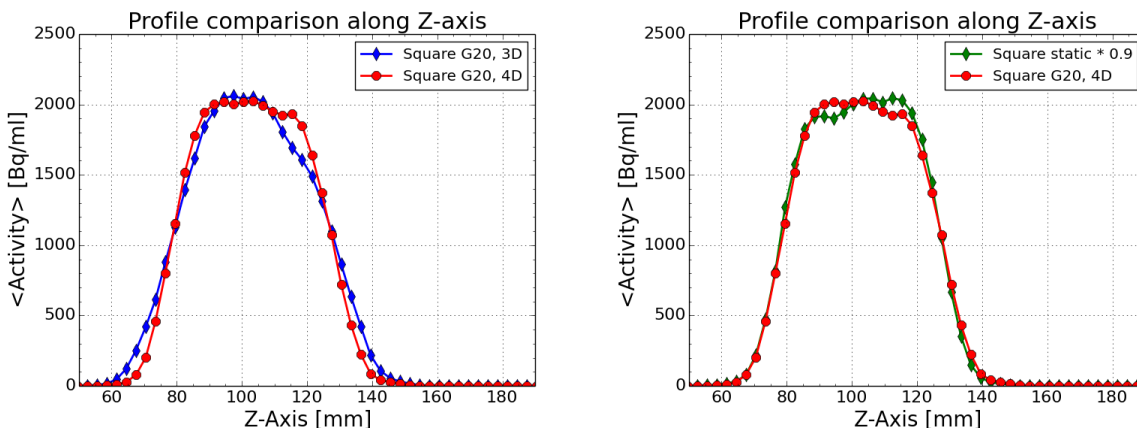 Profile comparison along Z-axis
2500
2000
1500
1000
500
0
<Activity> [Bq/ml]
Square G20, 3D
Square G20, 4D
60 80 100 120 140 160 180
Z-Axis [mm]
Profile comparison along Z-axis
2500
2000
1500
1000
500
0
<Activity> [Bq/ml]
Square static * 0.9
Square G20, 4D
60 80 100 120 140 160 180
Z-Axis [mm]